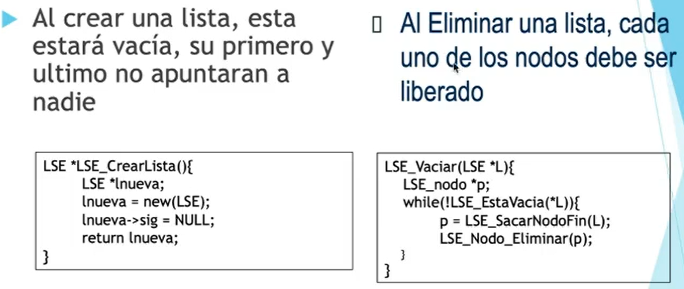 Al crear una lista, esta
estará vacía, su primero y
ultimo no apuntaran a
nadie
Al Eliminar una lista, cada
uno de los nodos debe ser
liberado
LSE *LSE_CrearLista(){
LSE *lnueva;
lnueva = new(LSE);
lnueva->sig = NULL;
return lnueva;
}
LSE_Vaciar(LSE *L){
LSE_nodo *p;
while(!LSE_EstaVacia(*L)){
p = LSE_SacarNodoFin(L);
LSE_Nodo_Eliminar(p);
}
}